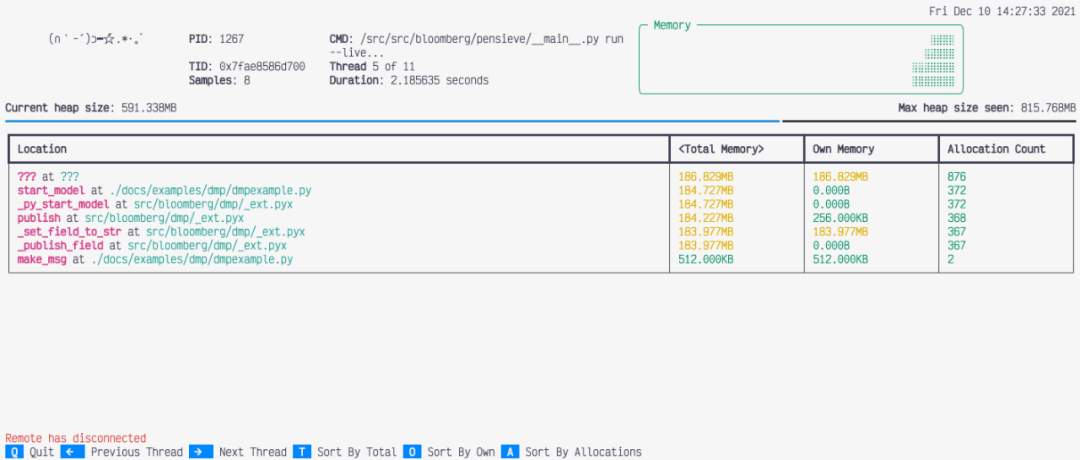 Fri Dec 10 14:27:33 2021
(∩`-´)⊃━☆.*･｡ﾟ PID: 1267 CMD: /src/src/bloomberg/pensieve/__main__.py run
--live...
TID: 0x7fae8586d700 Thread 5 of 11
Samples: 8 Duration: 2.185635 seconds
Memory
Current heap size: 591.338MB Max heap size seen: 815.768MB
Location <Total Memory> Own Memory Allocation Count
??? at ??? 186.829MB 186.829MB 876
start_model at ./docs/examples/dmp/dmpexample.py 184.727MB 0.000B 372
_py_start_model at src/bloomberg/dmp/_ext.pyx 184.727MB 0.000B 372
publish at src/bloomberg/dmp/_ext.pyx 184.227MB 256.000KB 368
_set_field_to_str at src/bloomberg/dmp/_ext.pyx 183.977MB 183.977MB 367
_publish_field at src/bloomberg/dmp/_ext.pyx 183.977MB 0.000B 367
make_msg at ./docs/examples/dmp/dmpexample.py 512.000KB 512.000KB 2
Remote has disconnected
Q Quit ← Previous Thread → Next Thread T Sort By Total O Sort By Own A Sort By Allocations